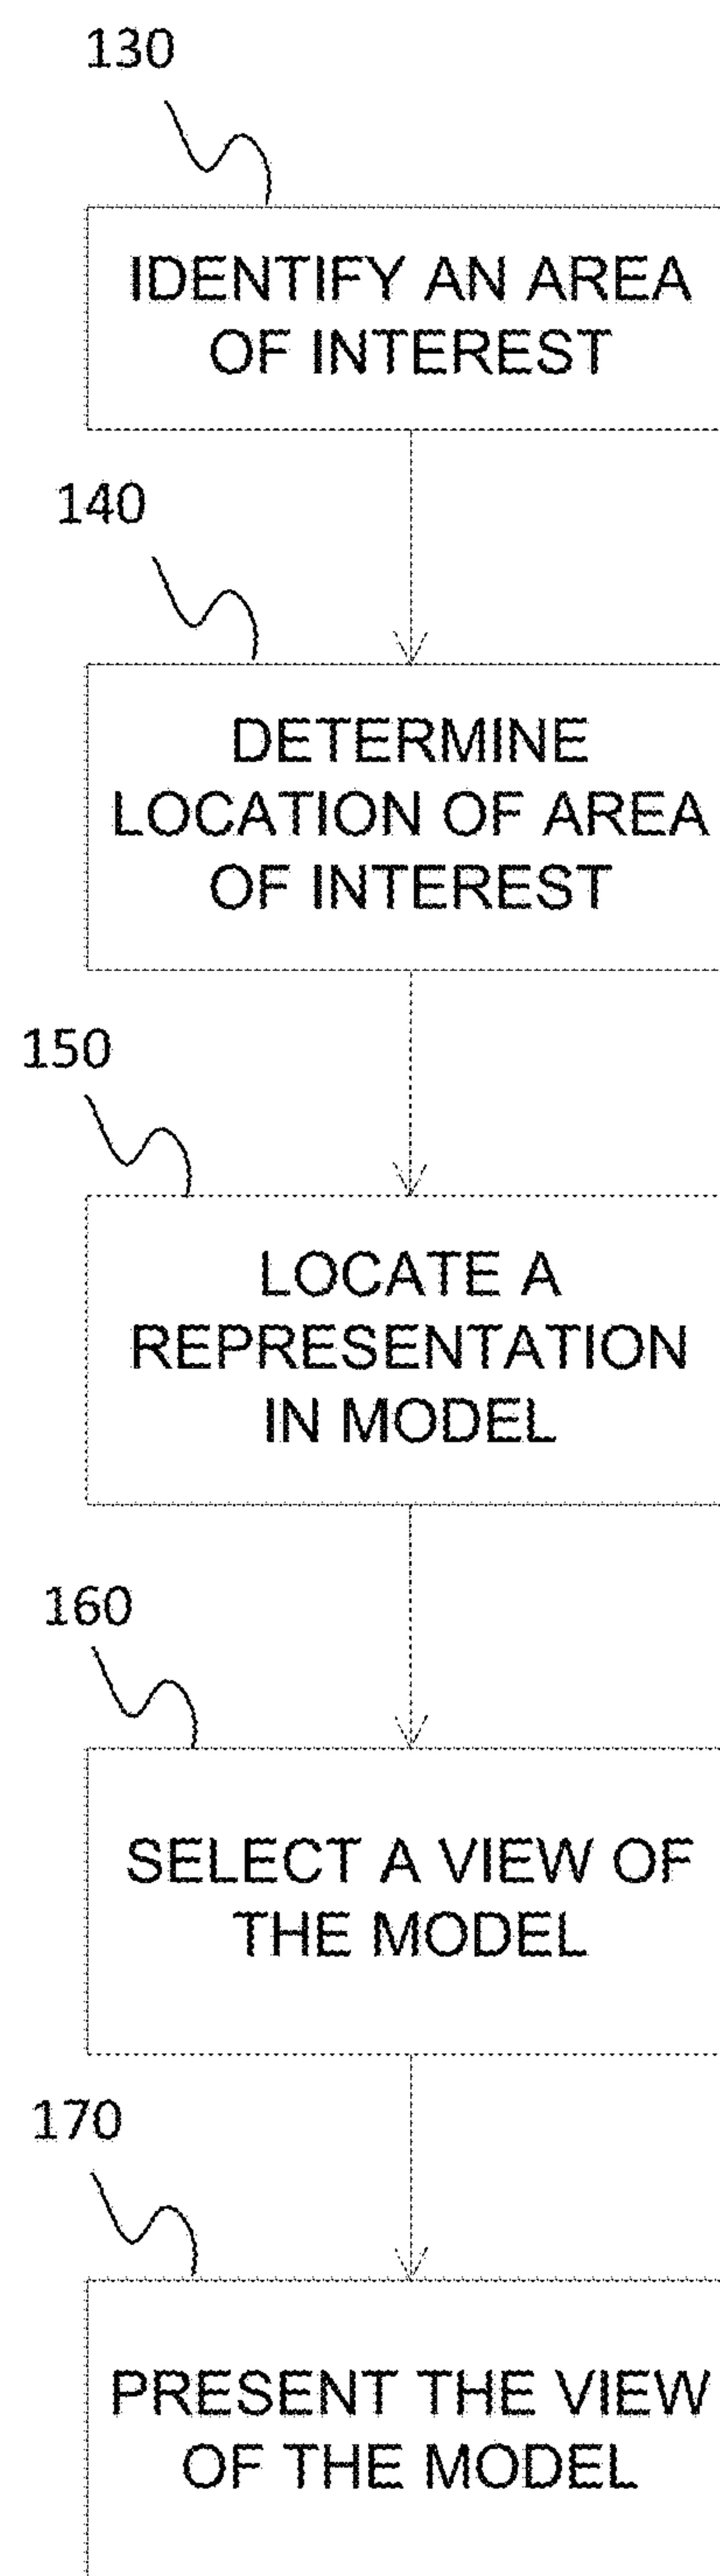 130
IDENTIFY AN AREA
OF INTEREST
140
DETERMINE
LOCATION OF AREA
OF INTEREST
150
LOCATE A
REPRESENTATION
IN MODEL
160
SELECT A VIEW OF
THE MODEL
170
PRESENT THE VIEW
OF THE MODEL